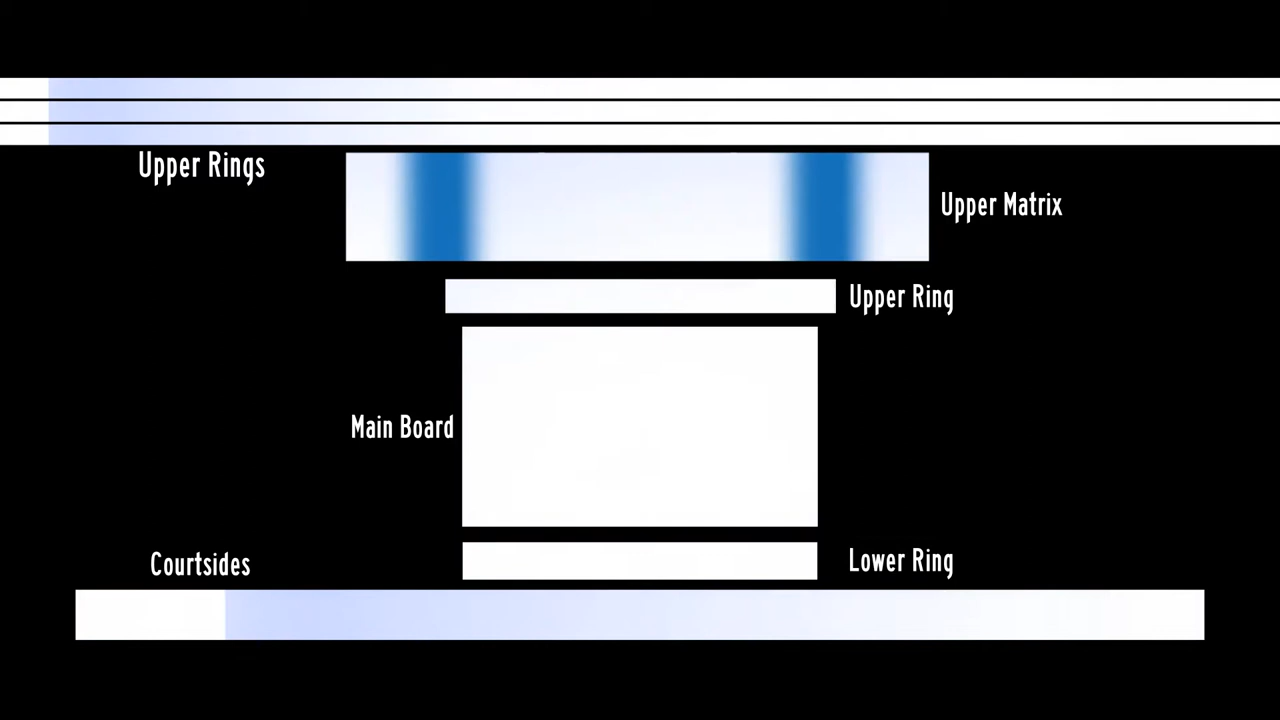 Upper Rings
Upper Matrix
Upper Ring
Main Board
Courtsides
Lower Ring